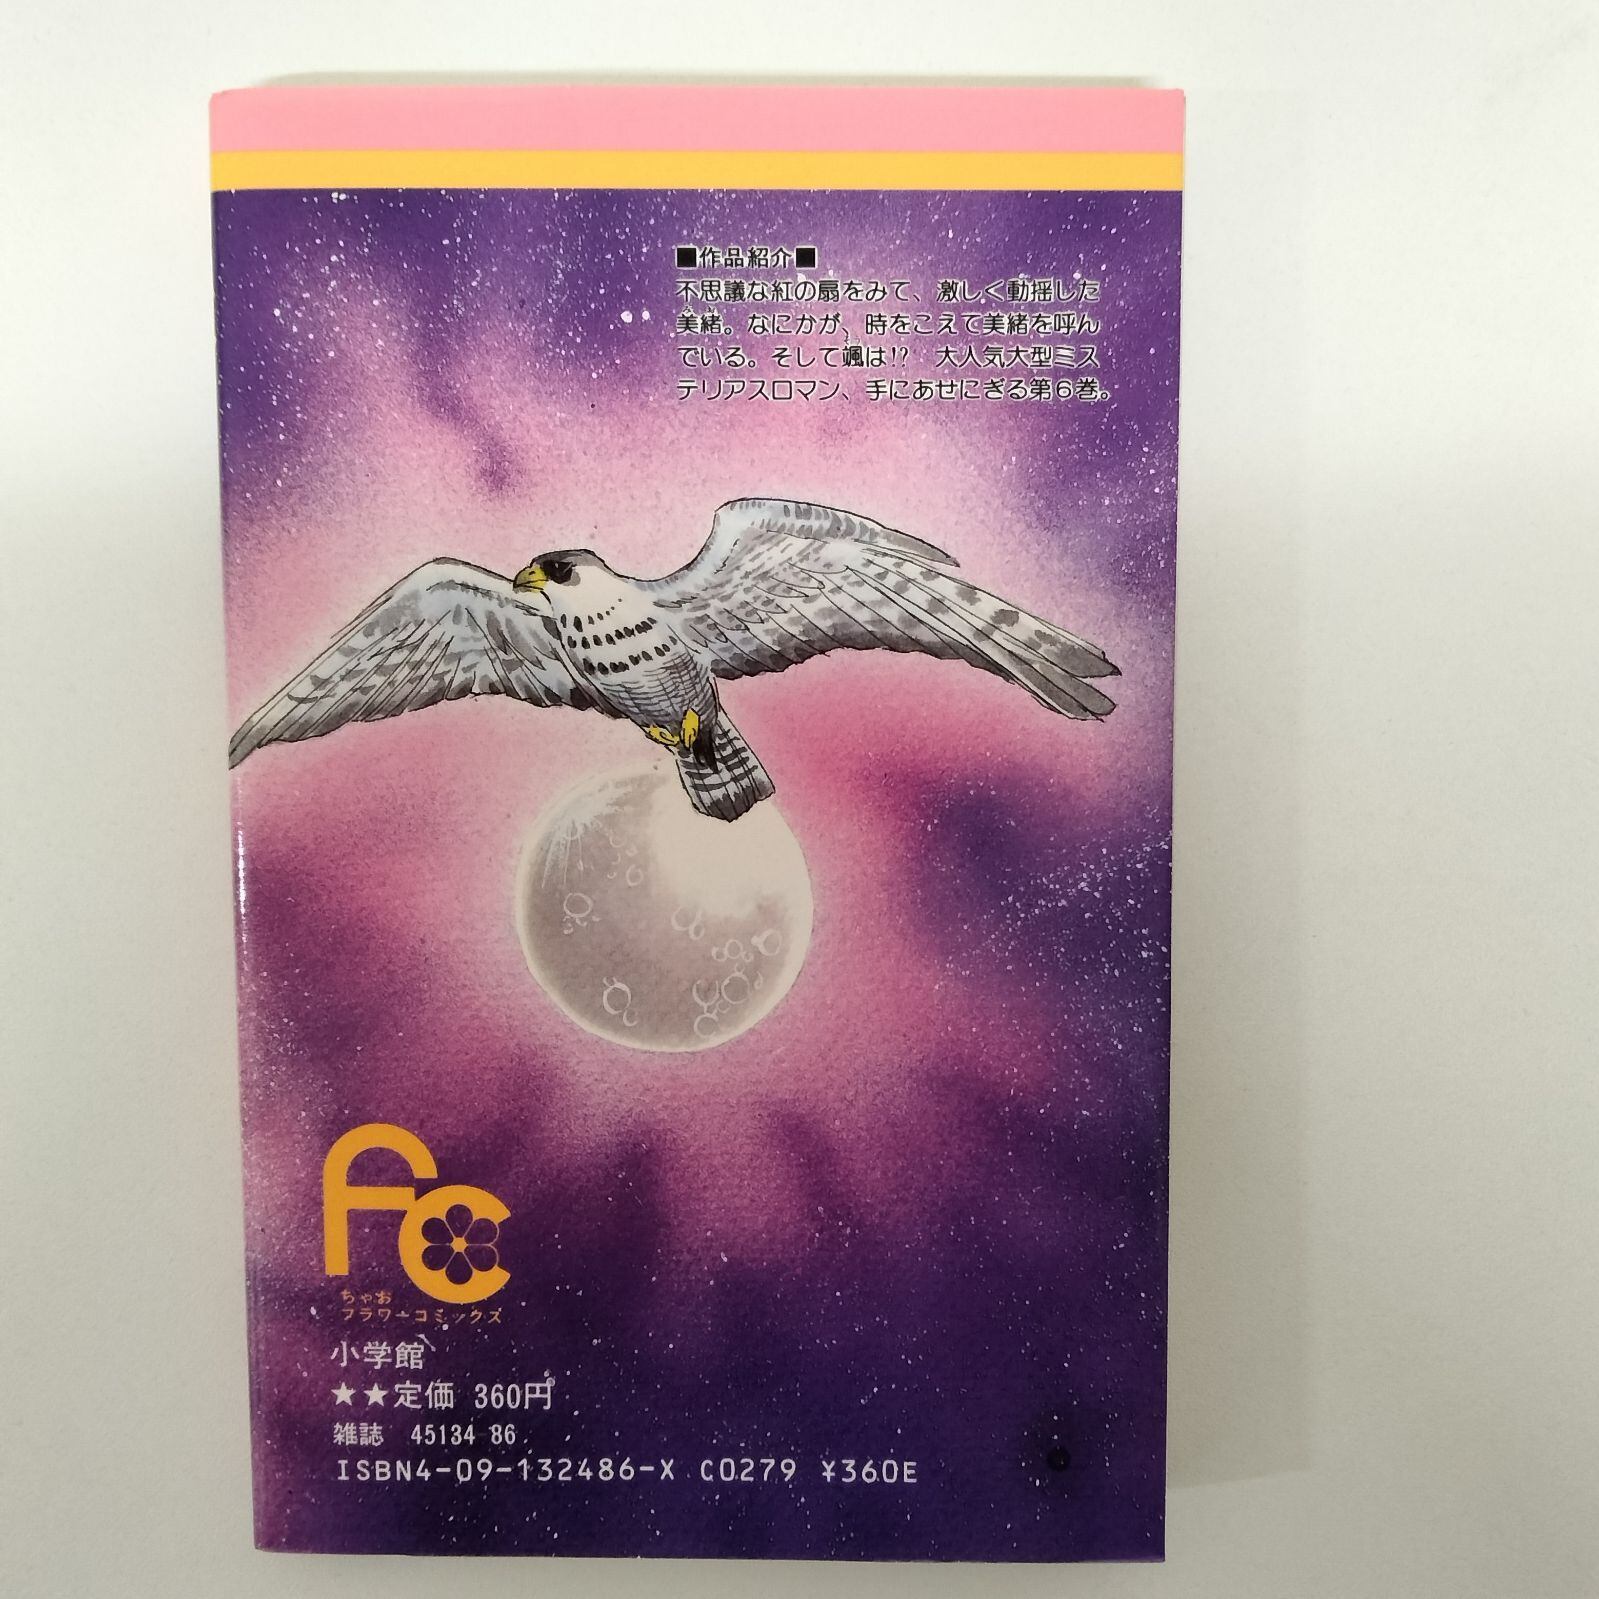 ■作品紹介■
不思議な紅の扇をみて、激しく動揺した
美緒。なにかが、時をこえて美緒を呼ん
でいる。そして颯は!?　大人気大型ミス
テリアスロマン、手にあせにぎる第6巻。
FC
ちゃお
フラワーコミックス
小学館
★★定価 360円
雑誌 45134 86
ISBN4-09-132486-X C0279 ¥360E